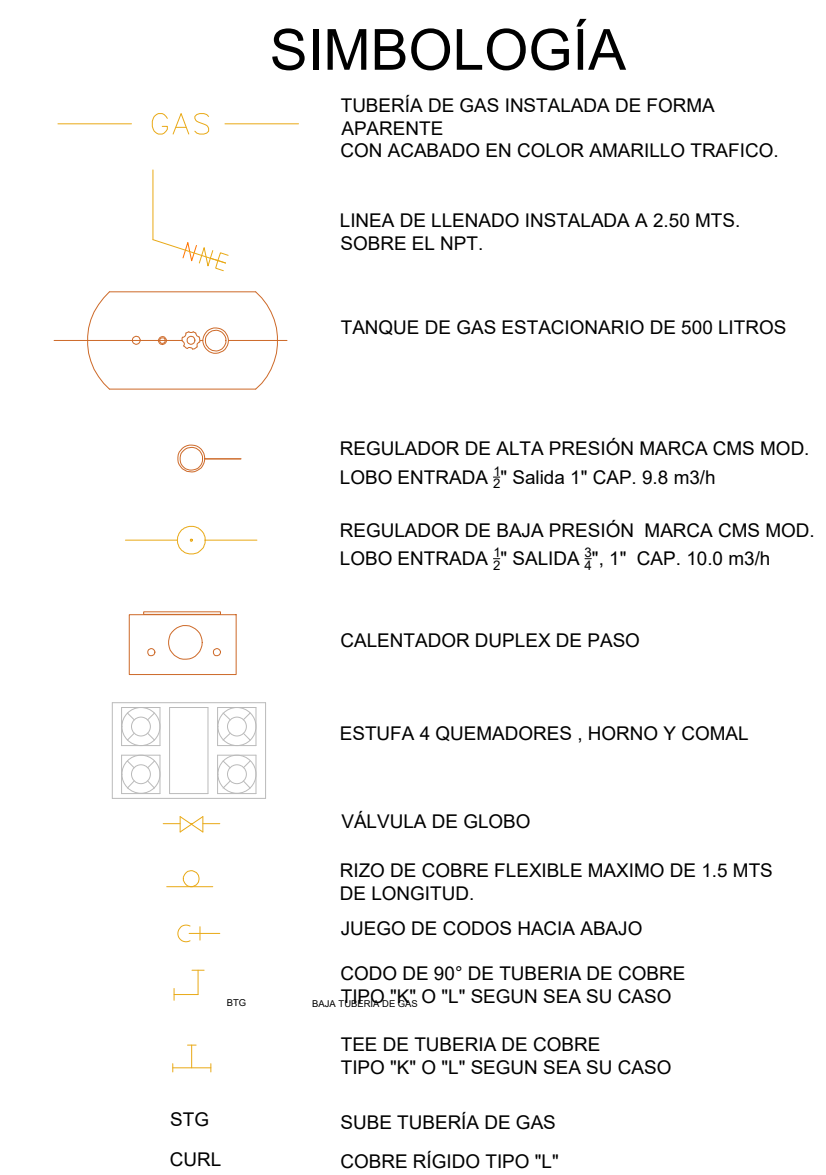 SIMBOLOGÍA
GAS
TUBERÍA DE GAS INSTALADA DE FORMA
APARENTE
CON ACABADO EN COLOR AMARILLO TRAFICO.
NNE
LINEA DE LLENADO INSTALADA A 2.50 MTS.
SOBRE EL NPT.
TANQUE DE GAS ESTACIONARIO DE 500 LITROS
REGULADOR DE ALTA PRESIÓN MARCA CMS MOD.
LOBO ENTRADA 1/2" Salida 1" CAP. 9.8 m3/h
REGULADOR DE BAJA PRESIÓN MARCA CMS MOD.
LOBO ENTRADA 1/2" SALIDA 3/4", 1" CAP. 10.0 m3/h
CALENTADOR DUPLEX DE PASO
ESTUFA 4 QUEMADORES , HORNO Y COMAL
VÁLVULA DE GLOBO
RIZO DE COBRE FLEXIBLE MAXIMO DE 1.5 MTS
DE LONGITUD.
JUEGO DE CODOS HACIA ABAJO
CODO DE 90° DE TUBERIA DE COBRE
TIPO "K" O "L" SEGUN SEA SU CASO
BTG
BAJA TUBERIA DE GAS
TEE DE TUBERIA DE COBRE
TIPO "K" O "L" SEGUN SEA SU CASO
STG
SUBE TUBERÍA DE GAS
CURL
COBRE RÍGIDO TIPO "L"